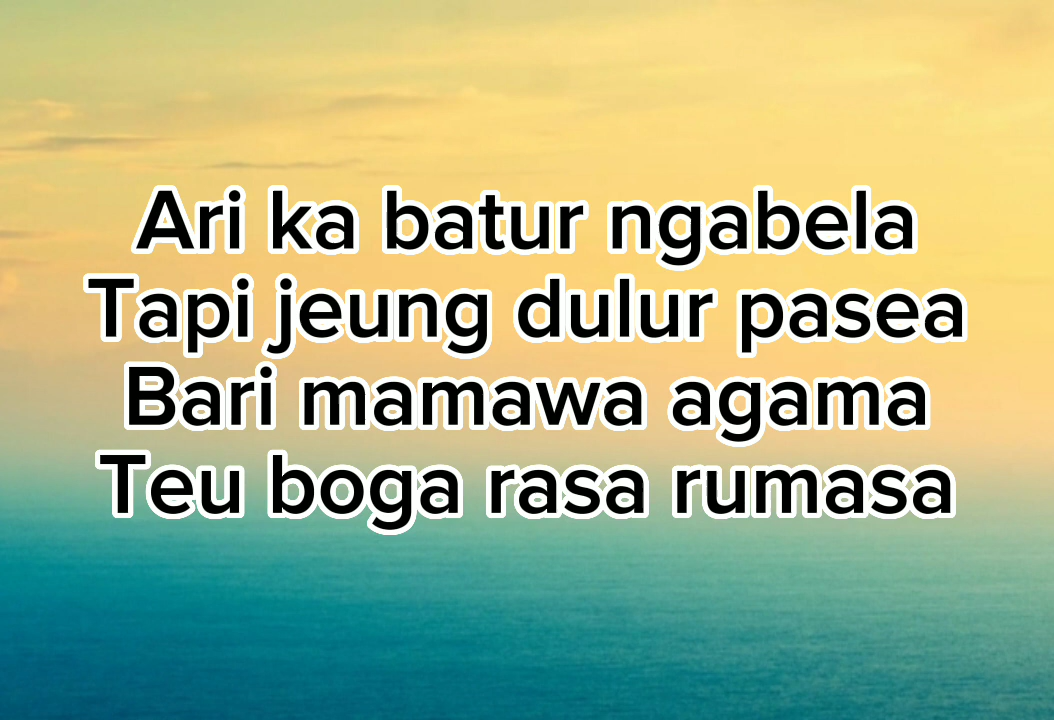 Ari ka batur ngabela
Tapi jeung dulur pasea
Bari mamawa agama
Teu boga rasa rumasa